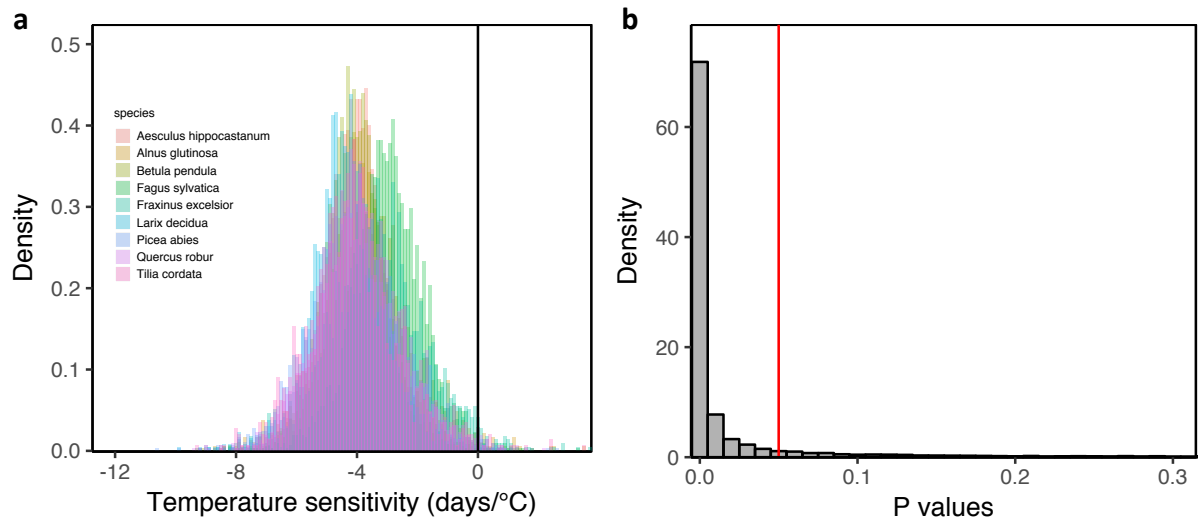 a
0.5
0.4
0.3
0.2
0.1
0.0
Density
species
Aesculus hippocastanum
Alnus glutinosa
Betula pendula
Fagus sylvatica
Fraxinus excelsior
Larix decidua
Picea abies
Quercus robur
Tilia cordata
-12 -8 -4 0
Temperature sensitivity (days/°C)
b
60
40
20
0
Density
0.0 0.1 0.2 0.3
P values